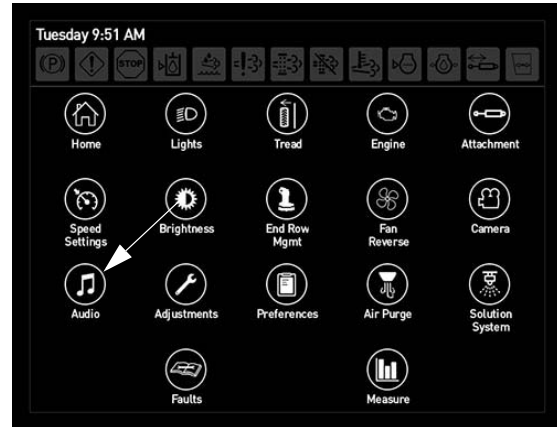 Tuesday 9:51 AM
(P) STOP
Home Lights Tread Engine Attachment
Speed Brightness End Row Fan Camera
Settings Mgmt Reverse
Audio Adjustments Preferences Air Purge Solution
System
Faults Measure